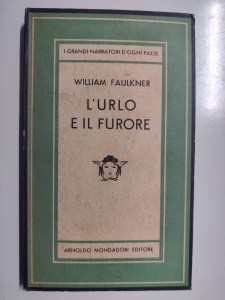 I GRANDI NARRATORI D'OGNI PAESE
WILLIAM FAULKNER
L'URLO
E IL FURORE
ARNOLDO MONDADORI EDITORE